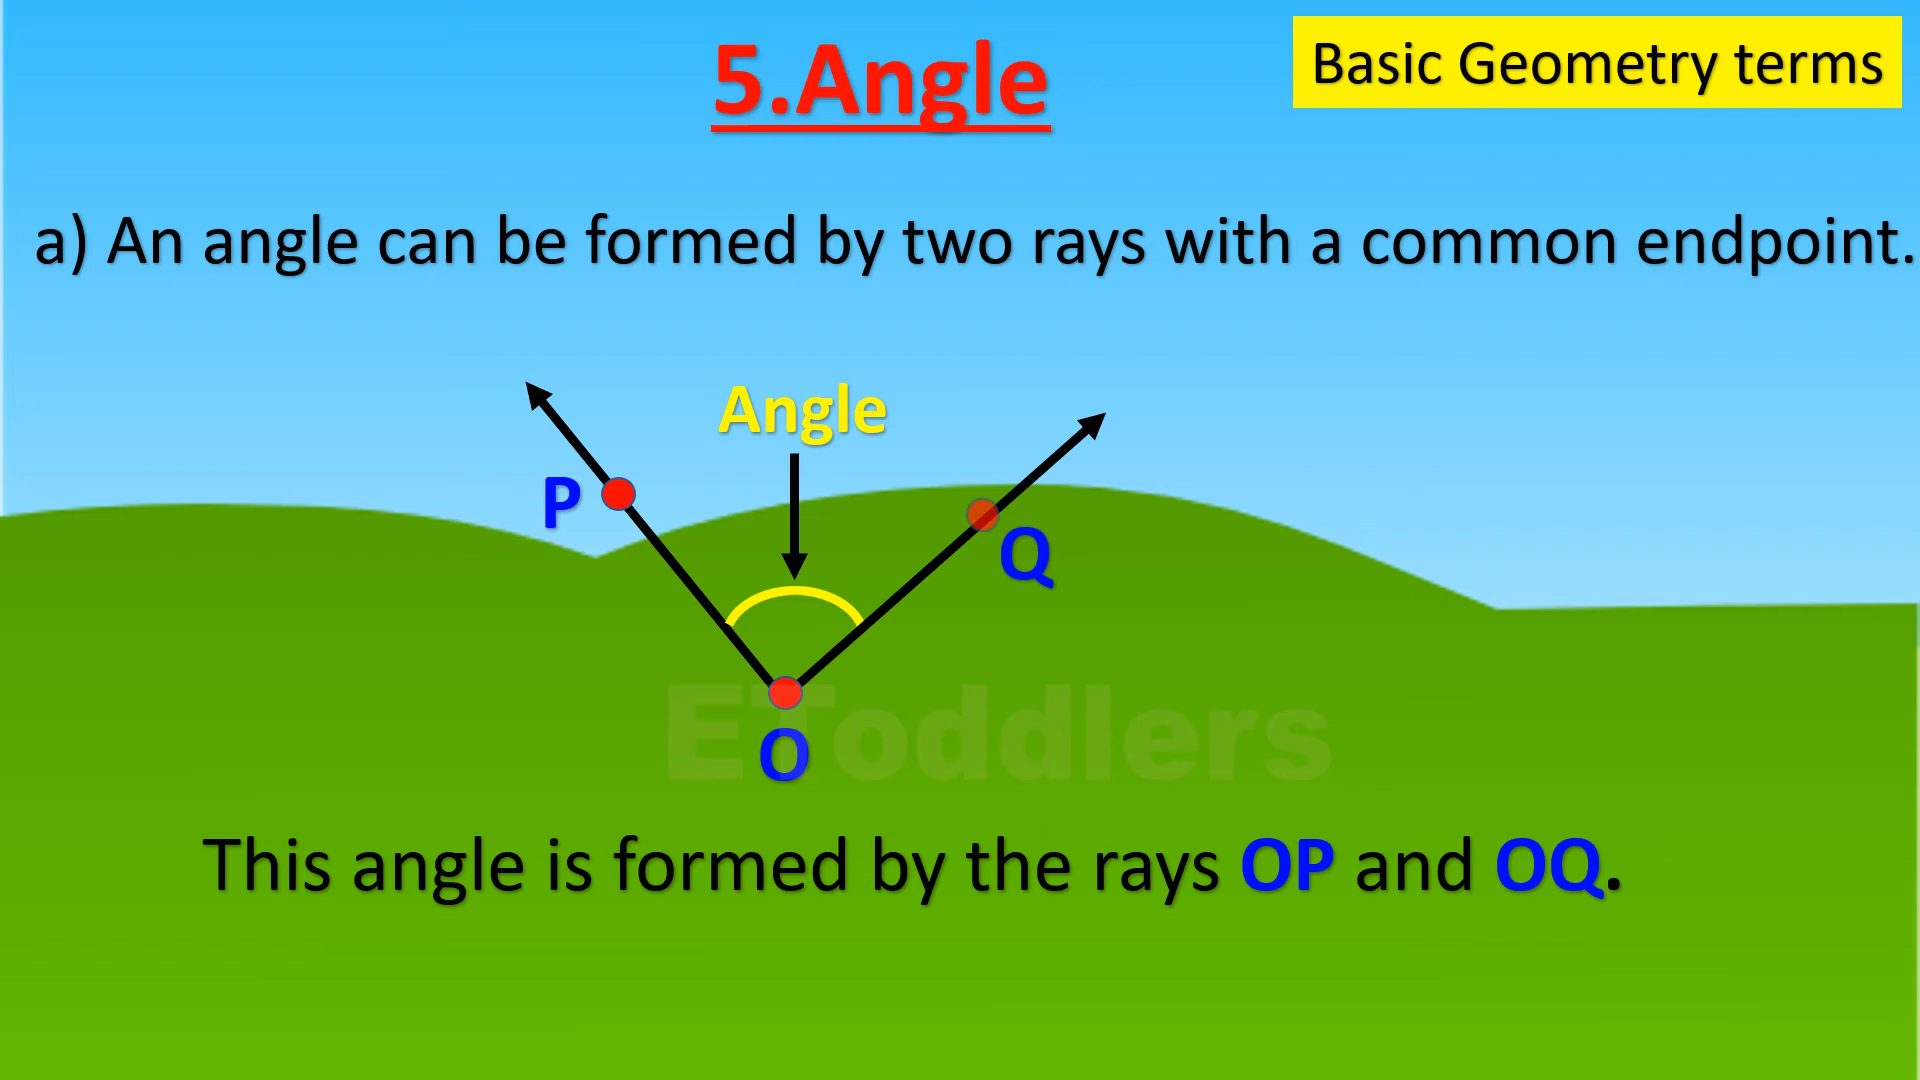 5.Angle
Basic Geometry terms
a) An angle can be formed by two rays with a common endpoint.
Angle
P
Q
O
EToddlers
This angle is formed by the rays OP and OQ.